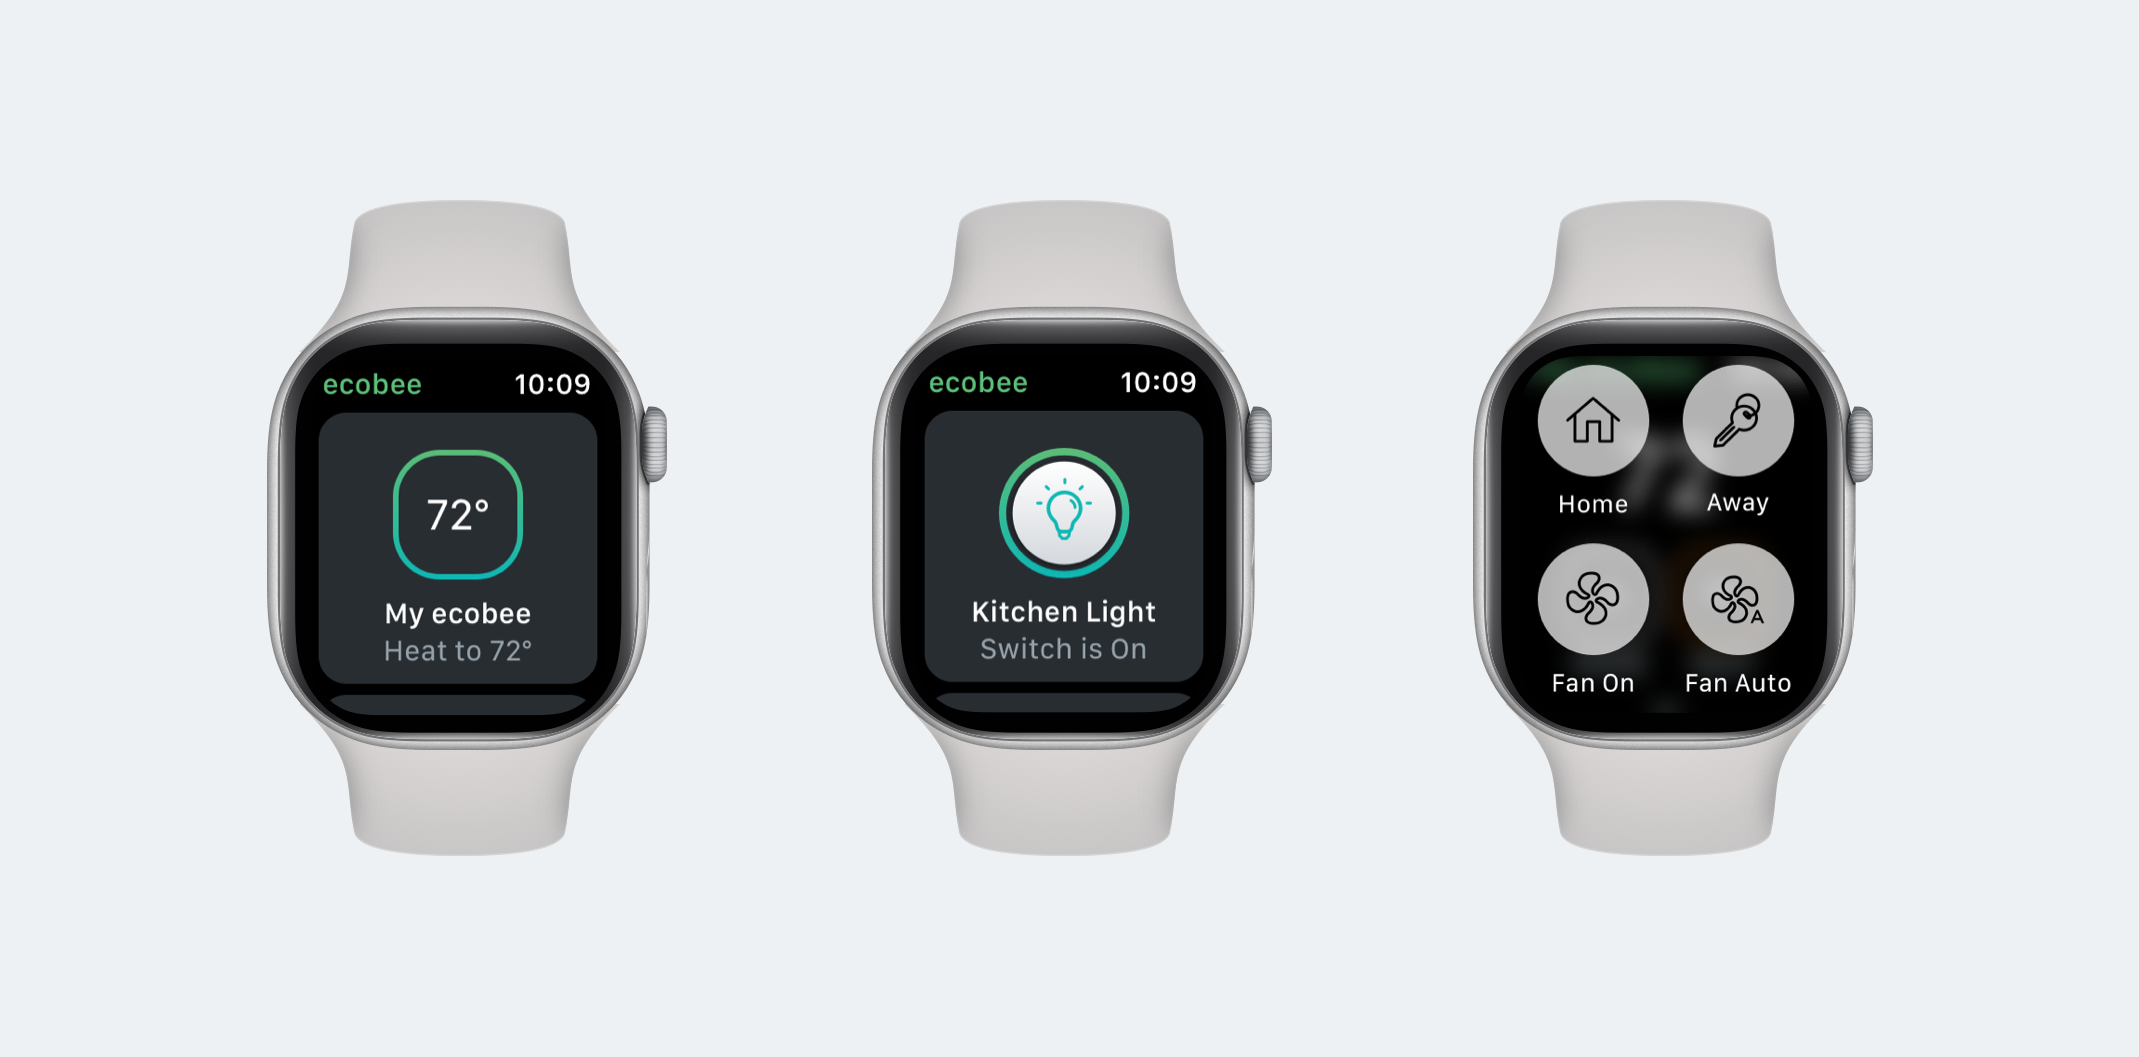 ecobee 10:09
72°
My ecobee
Heat to 72°
ecobee 10:09
Kitchen Light
Switch is On
Home Away
A
Fan On Fan Auto